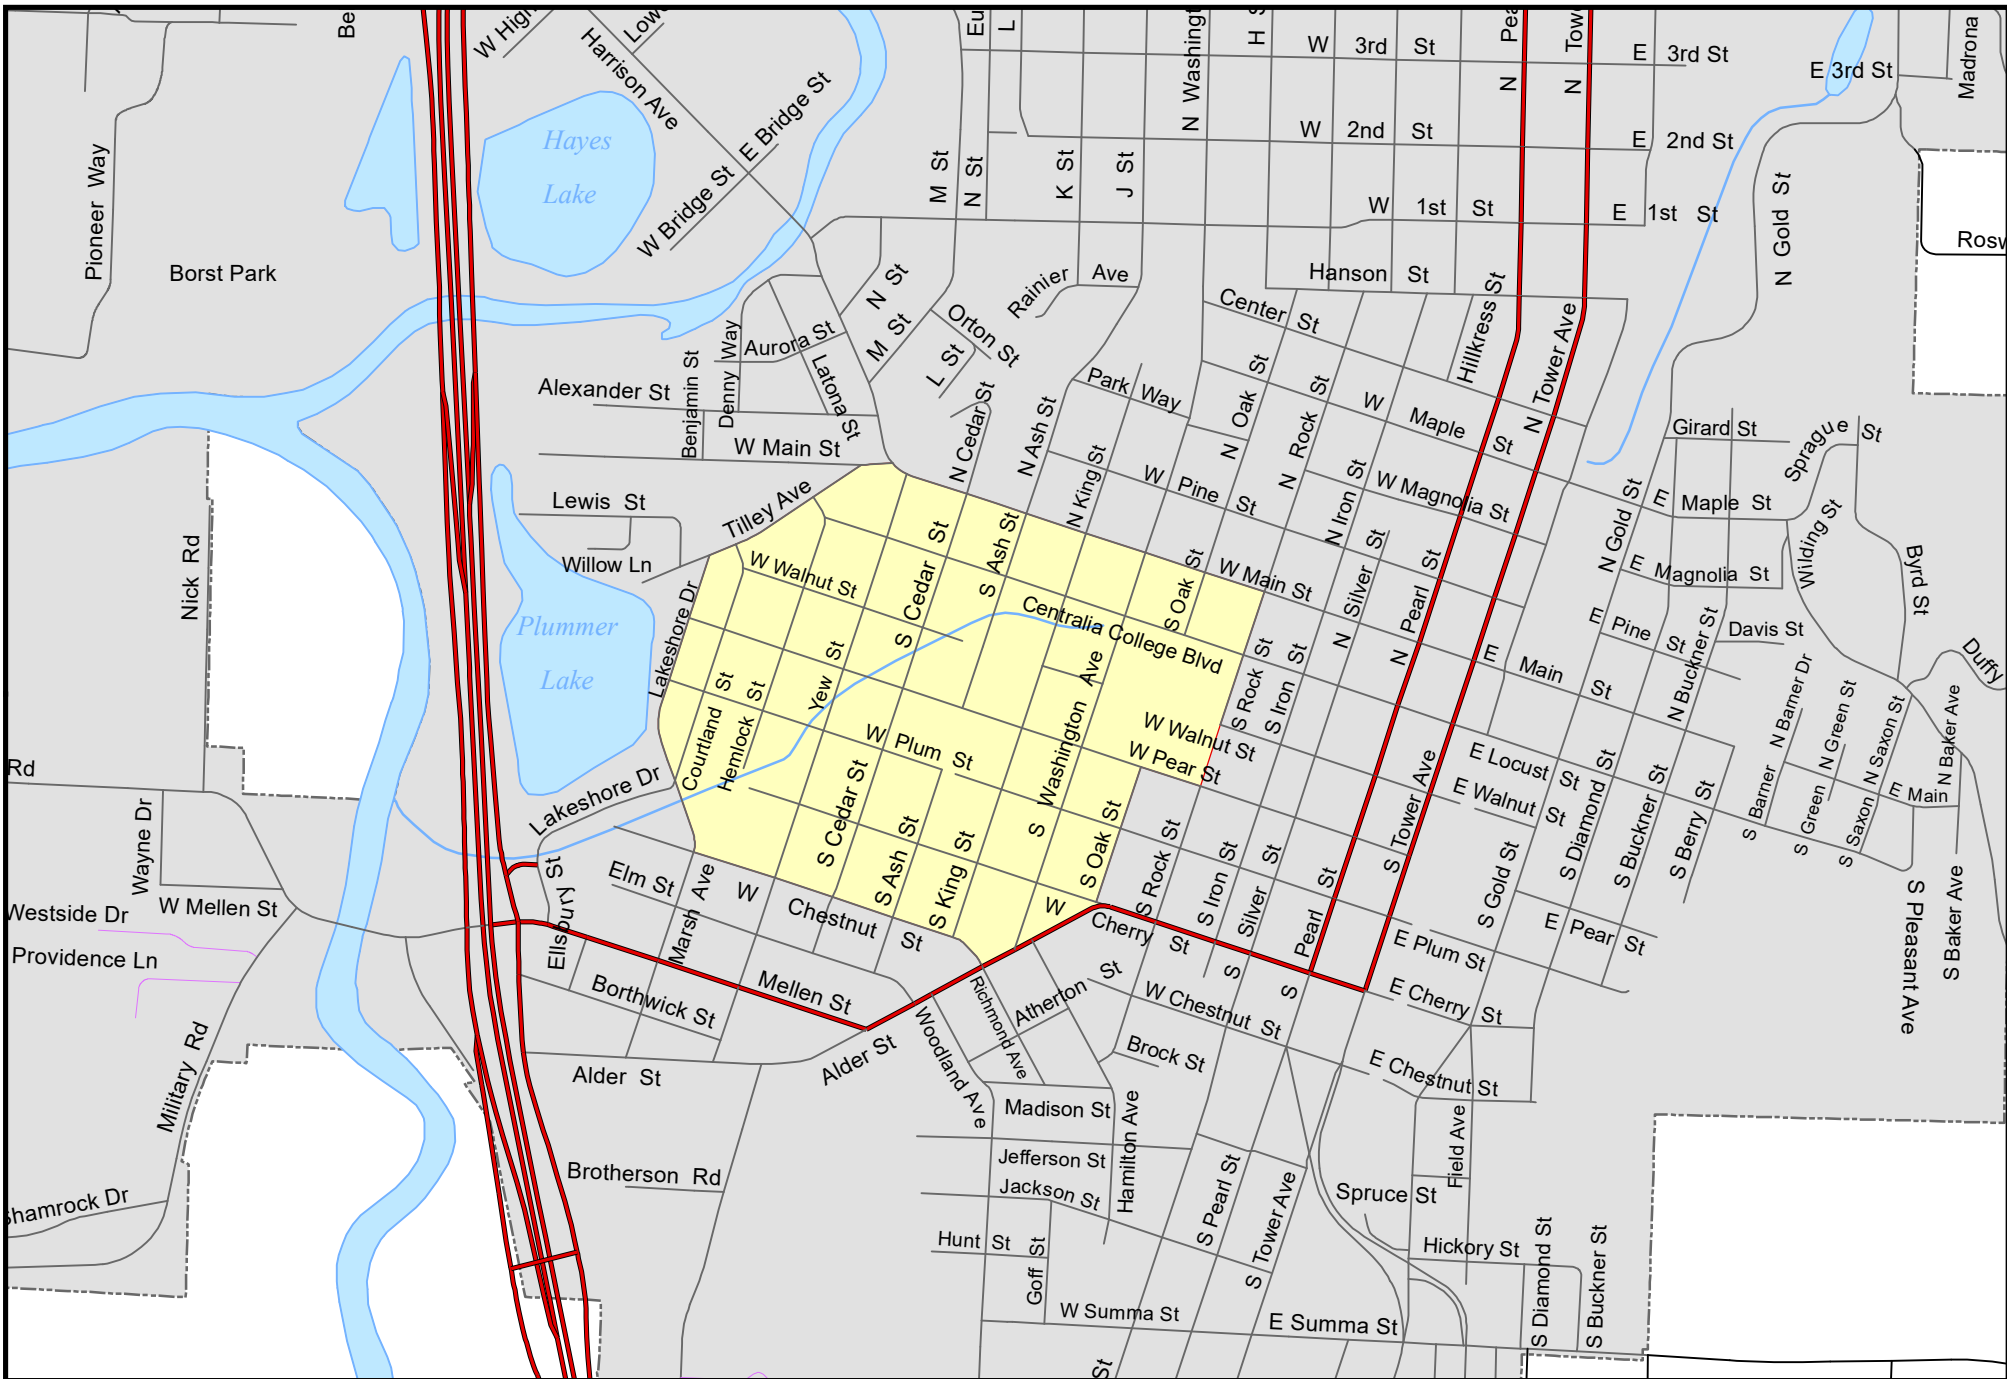 Be
W High
Lowe
Harrison Ave
Eu
L
N Washingt
H S
W 3rd St
N Pea
N Tow
E 3rd St
E 3rd St
Madrona
Pioneer Way
Hayes
Lake
E Bridge St
W Bridge St
M St
N St
K St
J St
W 2nd St
E 2nd St
W 1st St
E 1st St
N Gold St
Rosw
Borst Park
N St
M St
Rainier Ave
Hanson St
Center St
Hillkress St
N Tower Ave
Orton St
L St
Aurora St
Denny Way
Latona St
Benjamin St
Alexander St
W Main St
N Cedar St
N Ash St
Park Way
N King St
N Oak St
N Rock St
W Maple St
W Pine St
N Iron St
W Magnolia St
Girard St
Sprague St
E Maple St
N Gold St
Wilding St
Byrd St
E Magnolia St
Lewis St
Willow Ln
Tilley Ave
Nick Rd
Plummer
Lake
Lakeshore Dr
W Walnut St
S Cedar St
S Ash St
Centralia College Blvd
S Oak St
W Main St
N Silver St
N Pearl St
E Pine St
Davis St
N Buckner St
Duffy
E Main St
N Barner Dr
N Green St
N Saxon St
N Baker Ave
Courtland St
Hemlock St
Yew St
S Washington Ave
S Rock St
S Iron St
W Walnut St
W Pear St
W Plum St
Rd
Lakeshore Dr
S Cedar St
S Ash St
S King St
S Oak St
S Tower Ave
E Locust St
E Walnut St
S Diamond St
S Buckner St
S Berry St
S Barner
S Green
S Saxon
E Main
Wayne Dr
W Mellen St
Westside Dr
Providence Ln
Military Rd
Shamrock Dr
Ellsbury St
Elm St
Marsh Ave
W Chestnut St
W Cherry St
S Rock St
S Iron St
S Silver St
S Pearl St
S Gold St
E Pear St
E Plum St
S Pleasant Ave
S Baker Ave
Borthwick St
Mellen St
Alder St
Alder St
Woodland Ave
Richmond Ave
Atherton St
W Chestnut St
Brock St
E Cherry St
E Chestnut St
Madison St
Hamilton Ave
Field Ave
Brotherson Rd
Jefferson St
Jackson St
S Pearl St
S Tower Ave
Spruce St
Hickory St
Hunt St
Goff St
W Summa St
E Summa St
S Diamond St
S Buckner St
St